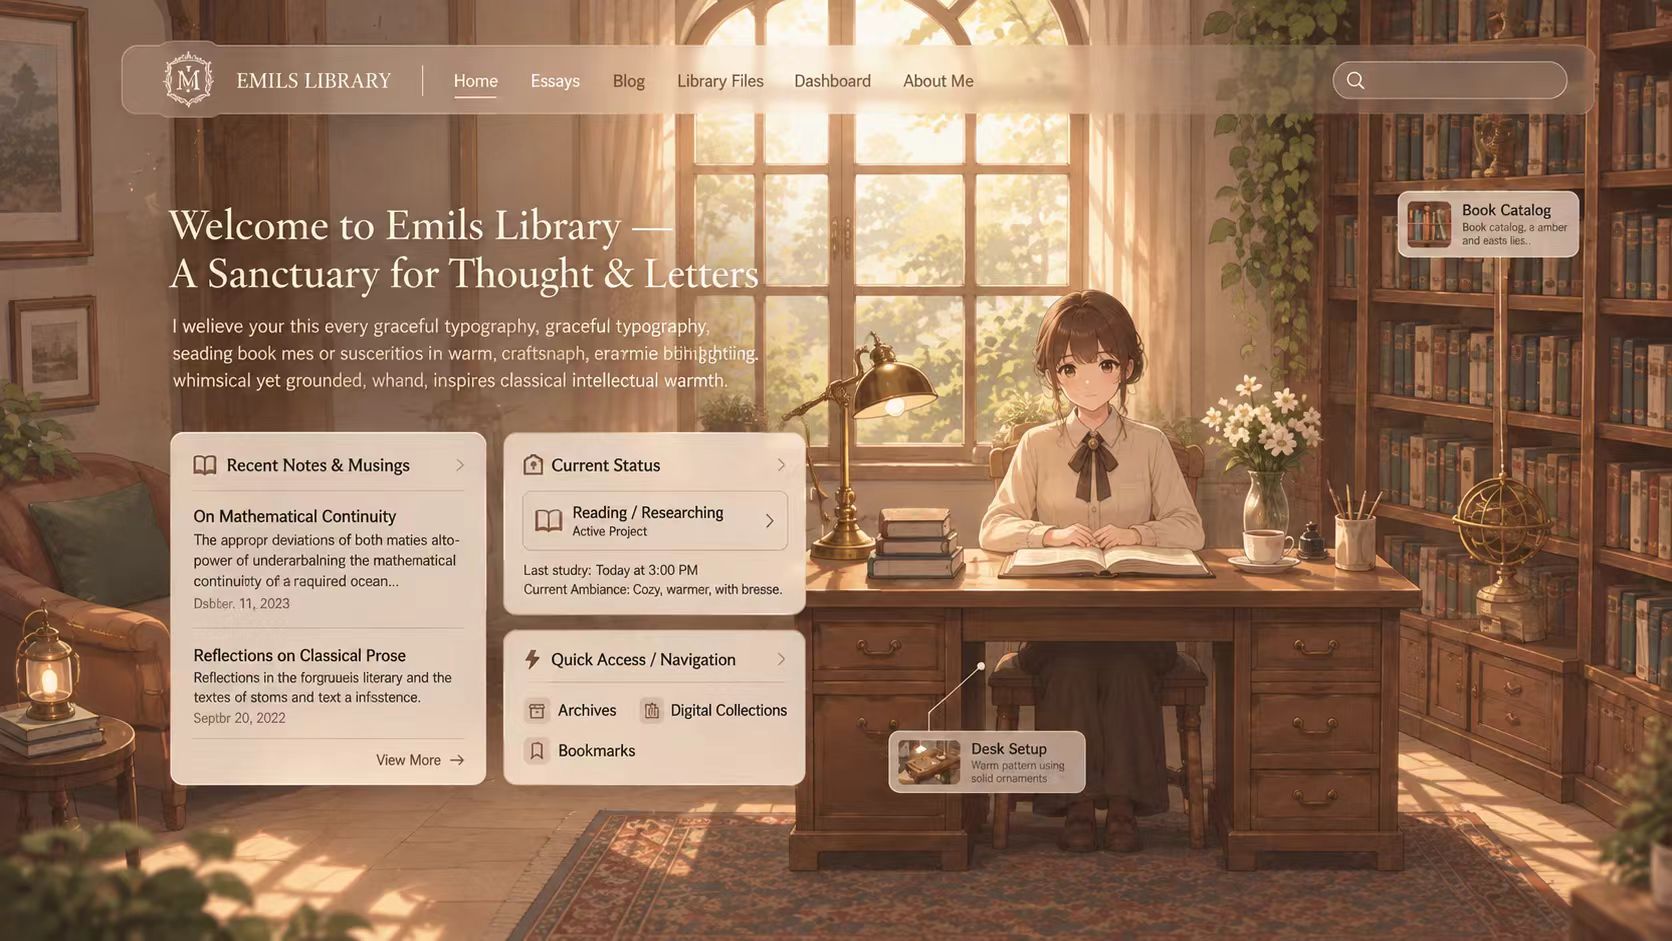 M
EMILS LIBRARY
Home
Essays
Blog
Library Files
Dashboard
About Me
Welcome to Emils Library —
A Sanctuary for Thought & Letters
I welieve your this every graceful typography, graceful typography,
seading book mes or susceritios in warm, craftsnaph, erarmie
whimsical yet grounded, whand, inspires classical intellectual warmth.
Book Catalog
Book catalog, a amber
and easts lies..
Recent Notes & Musings
On Mathematical Continuity
The appropr deviations of both maties alto-
power of underarbalning the mathematical
continuinty of a raquired ocean...
Dsbber. 11, 2023
Reflections on Classical Prose
Reflections in the forgruueis literary and the
textes of stoms and text a infsstence.
Septbr 20, 2022
View More →
Current Status
Reading / Researching
Active Project
Last studry: Today at 3:00 PM
Current Ambiance: Cozy, warmer, with bresse.
Quick Access / Navigation
Archives
Digital Collections
Bookmarks
Desk Setup
Warm pattern using
solid ornaments